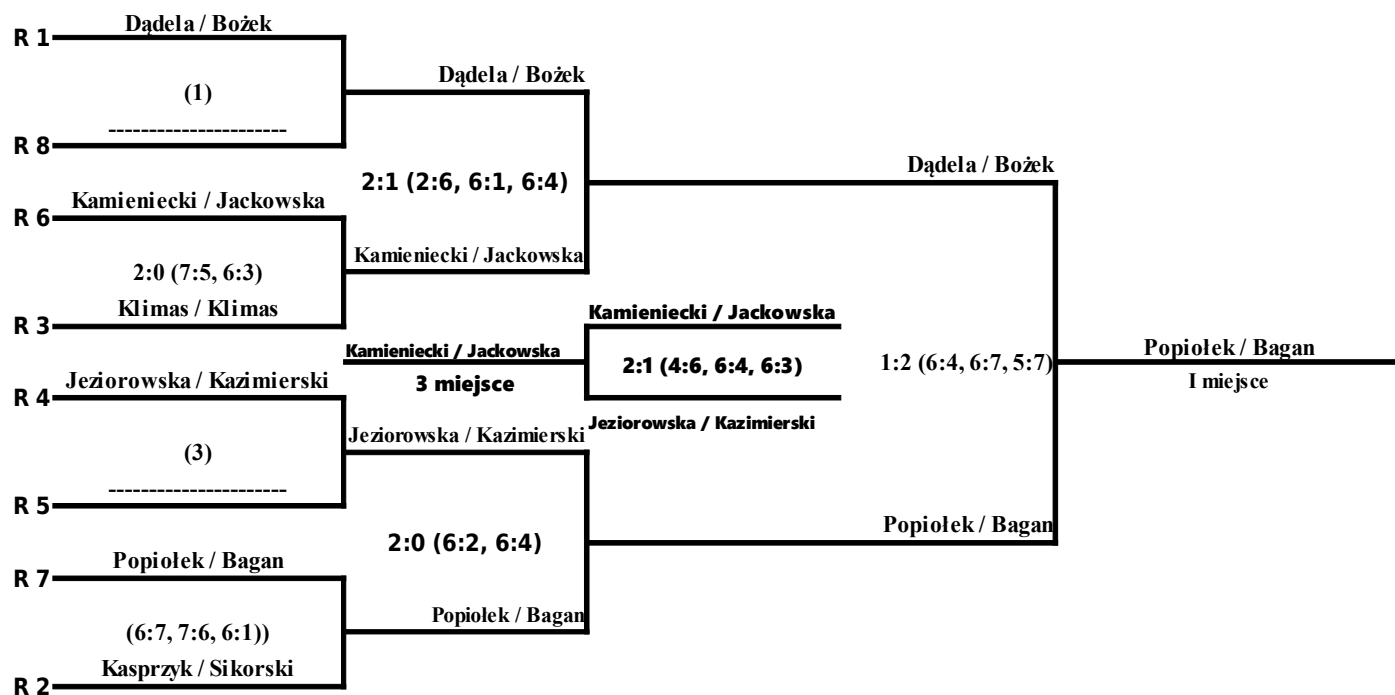 Dądela / Bożek
R 1
(1)
----------------------
R 8
Dądela / Bożek
2:1 (2:6, 6:1, 6:4)
Kamieniecki / Jackowska
R 6
Kamieniecki / Jackowska
2:0 (7:5, 6:3)
Klimas / Klimas
R 3
Dądela / Bożek
Kamieniecki / Jackowska
3 miejsce
Kamieniecki / Jackowska
2:1 (4:6, 6:4, 6:3)
Jeziorowska / Kazimierski
1:2 (6:4, 6:7, 5:7)
Popiołek / Bagan
I miejsce
Jeziorowska / Kazimierski
R 4
(3)
----------------------
R 5
Jeziorowska / Kazimierski
2:0 (6:2, 6:4)
Popiołek / Bagan
Popiołek / Bagan
Popiołek / Bagan
R 7
(6:7, 7:6, 6:1))
Kasprzyk / Sikorski
R 2